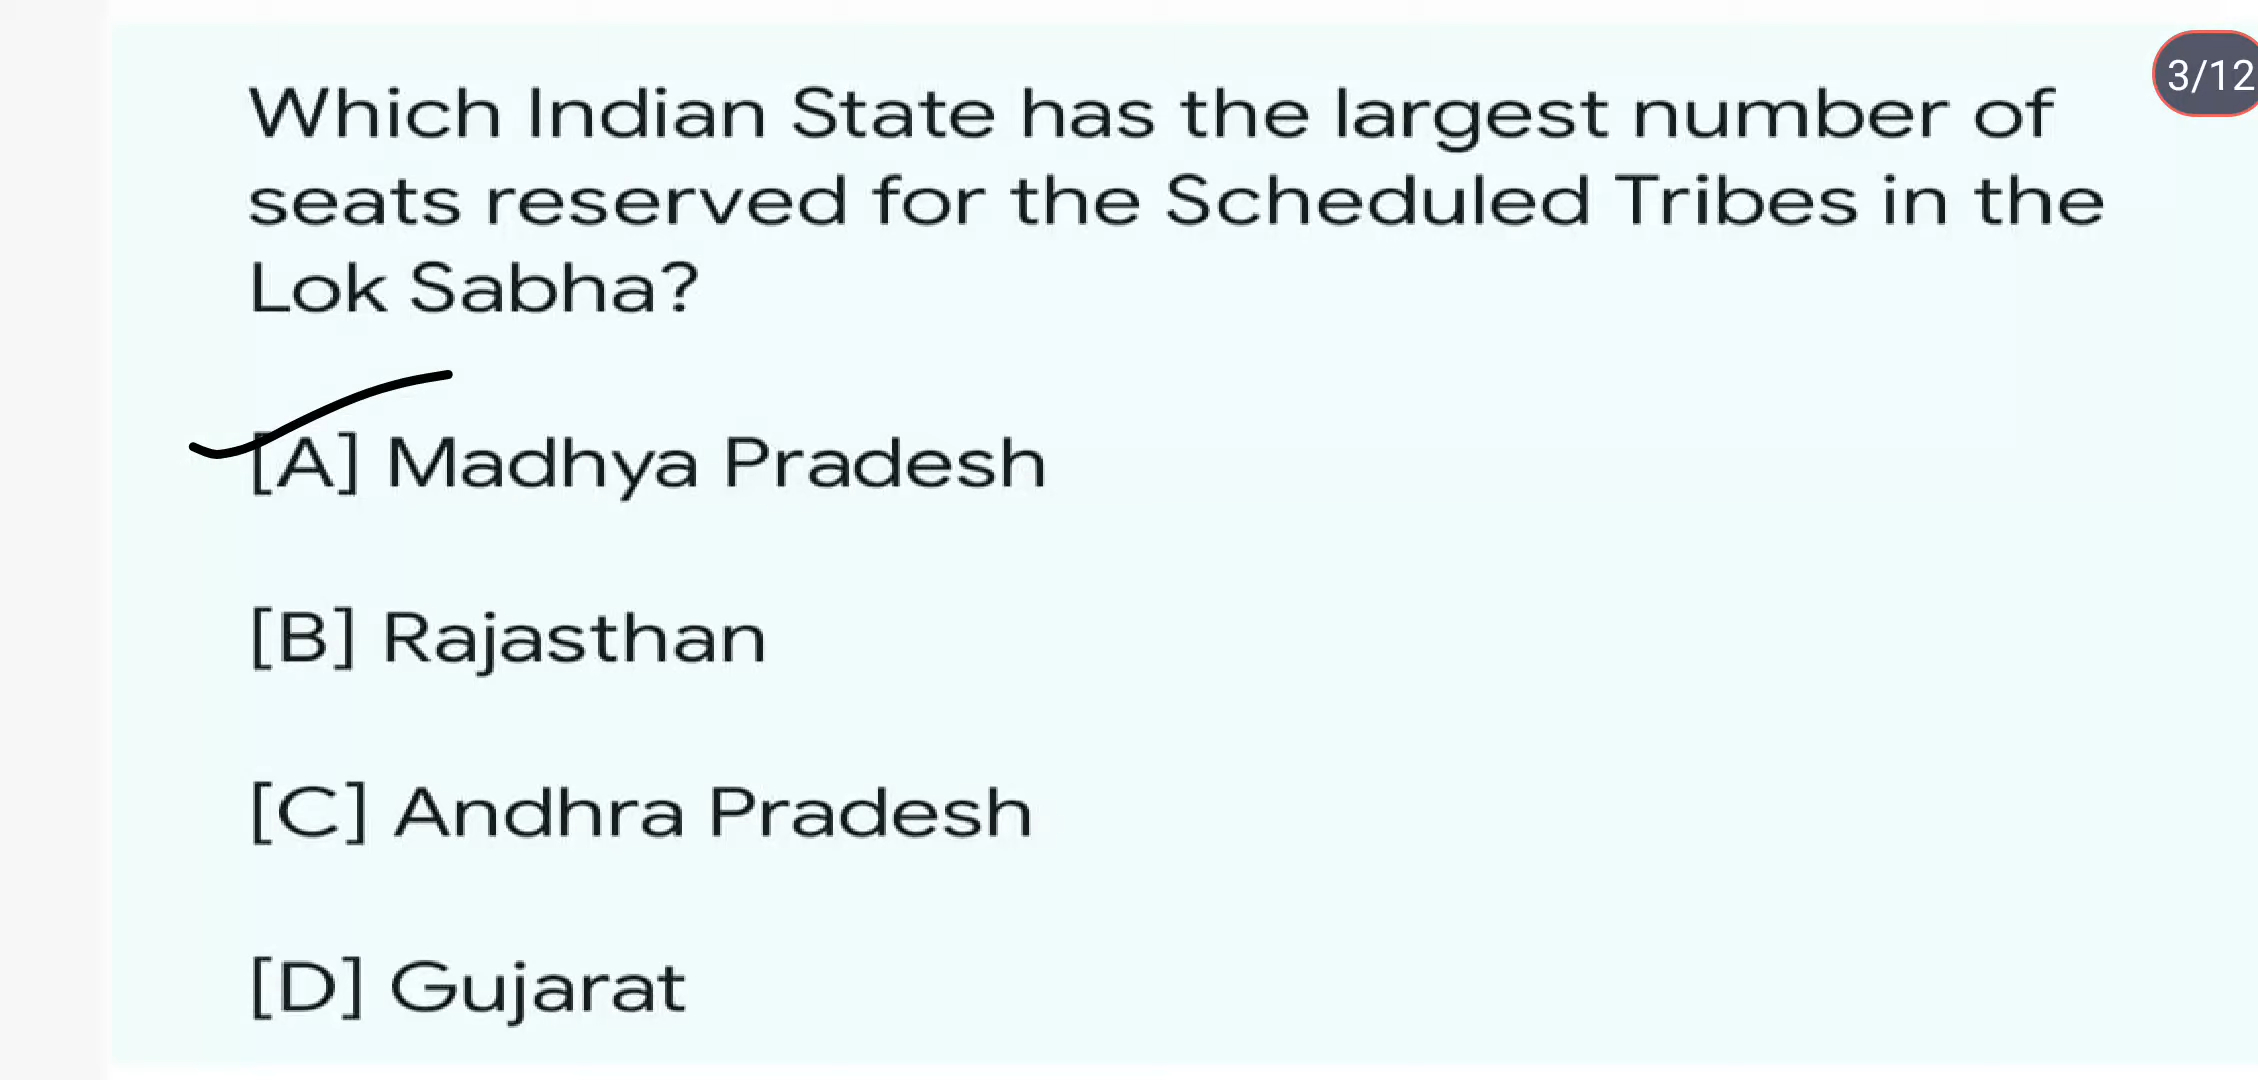 3/12
Which Indian State has the largest number of
seats reserved for the Scheduled Tribes in the
Lok Sabha?
[A] Madhya Pradesh
[B] Rajasthan
[C] Andhra Pradesh
[D] Gujarat